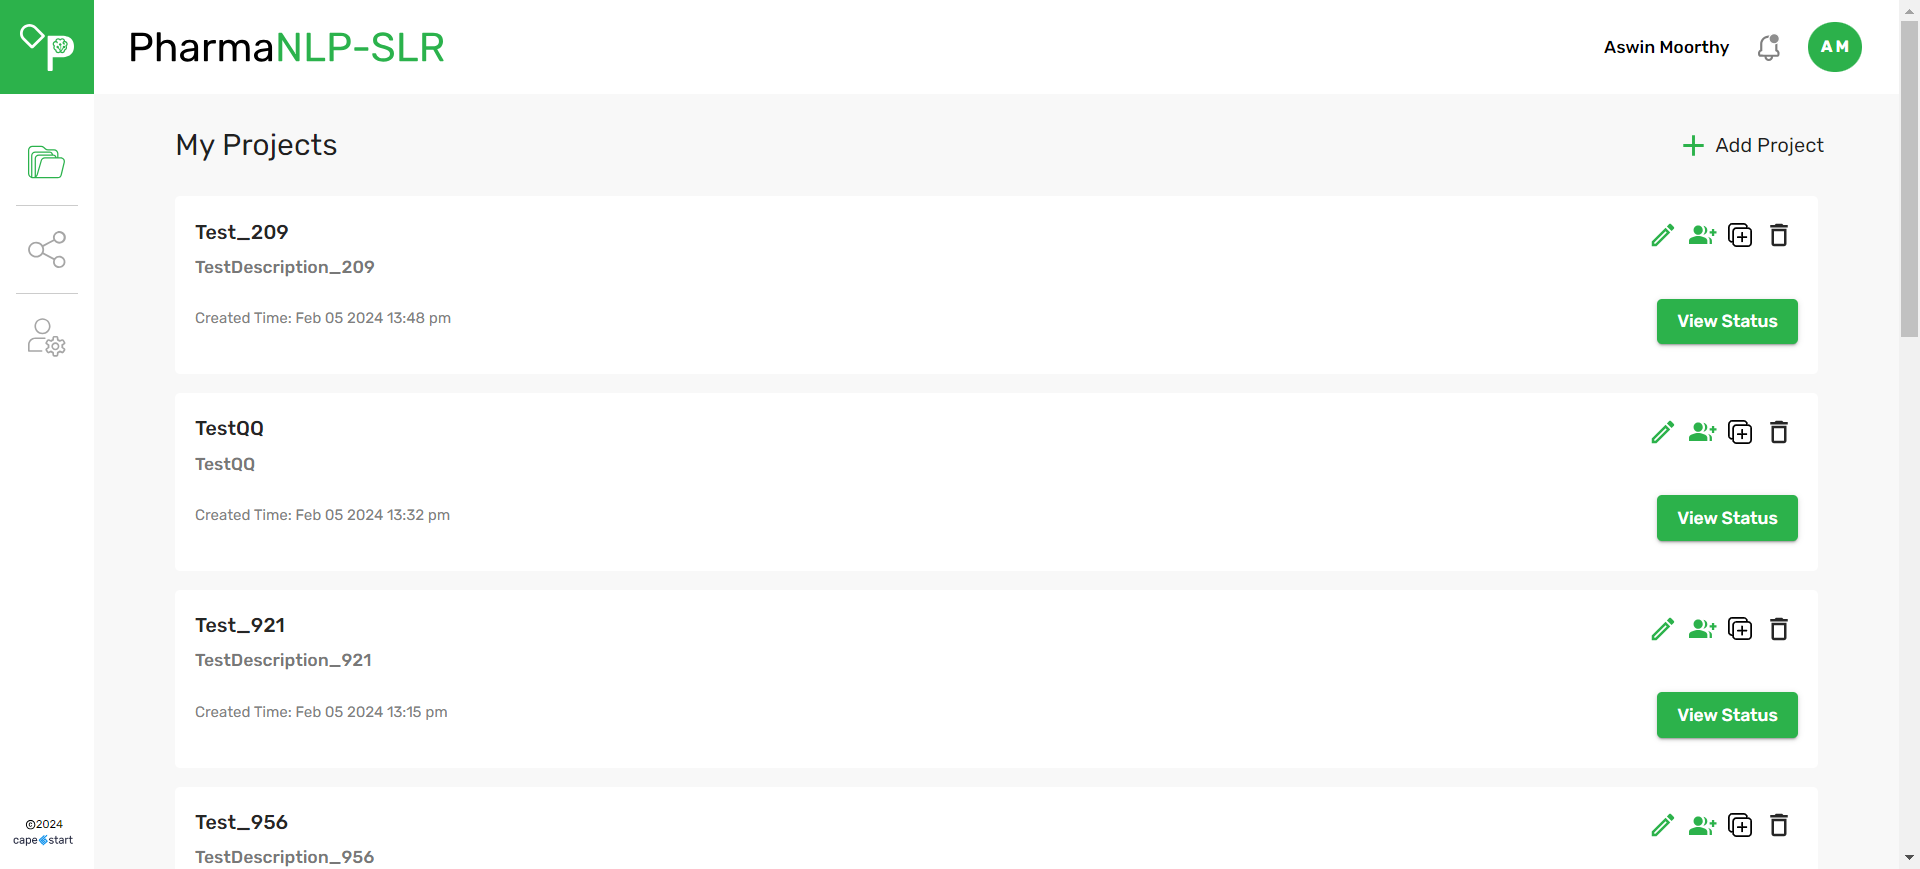 P
PharmaNLP-SLR
Aswin Moorthy
AM
My Projects
Add Project
Test_209
TestDescription_209
Created Time: Feb 05 2024 13:48 pm
View Status
TestQQ
TestQQ
Created Time: Feb 05 2024 13:32 pm
View Status
Test_921
TestDescription_921
Created Time: Feb 05 2024 13:15 pm
View Status
Test_956
TestDescription_956
©2024
capestart